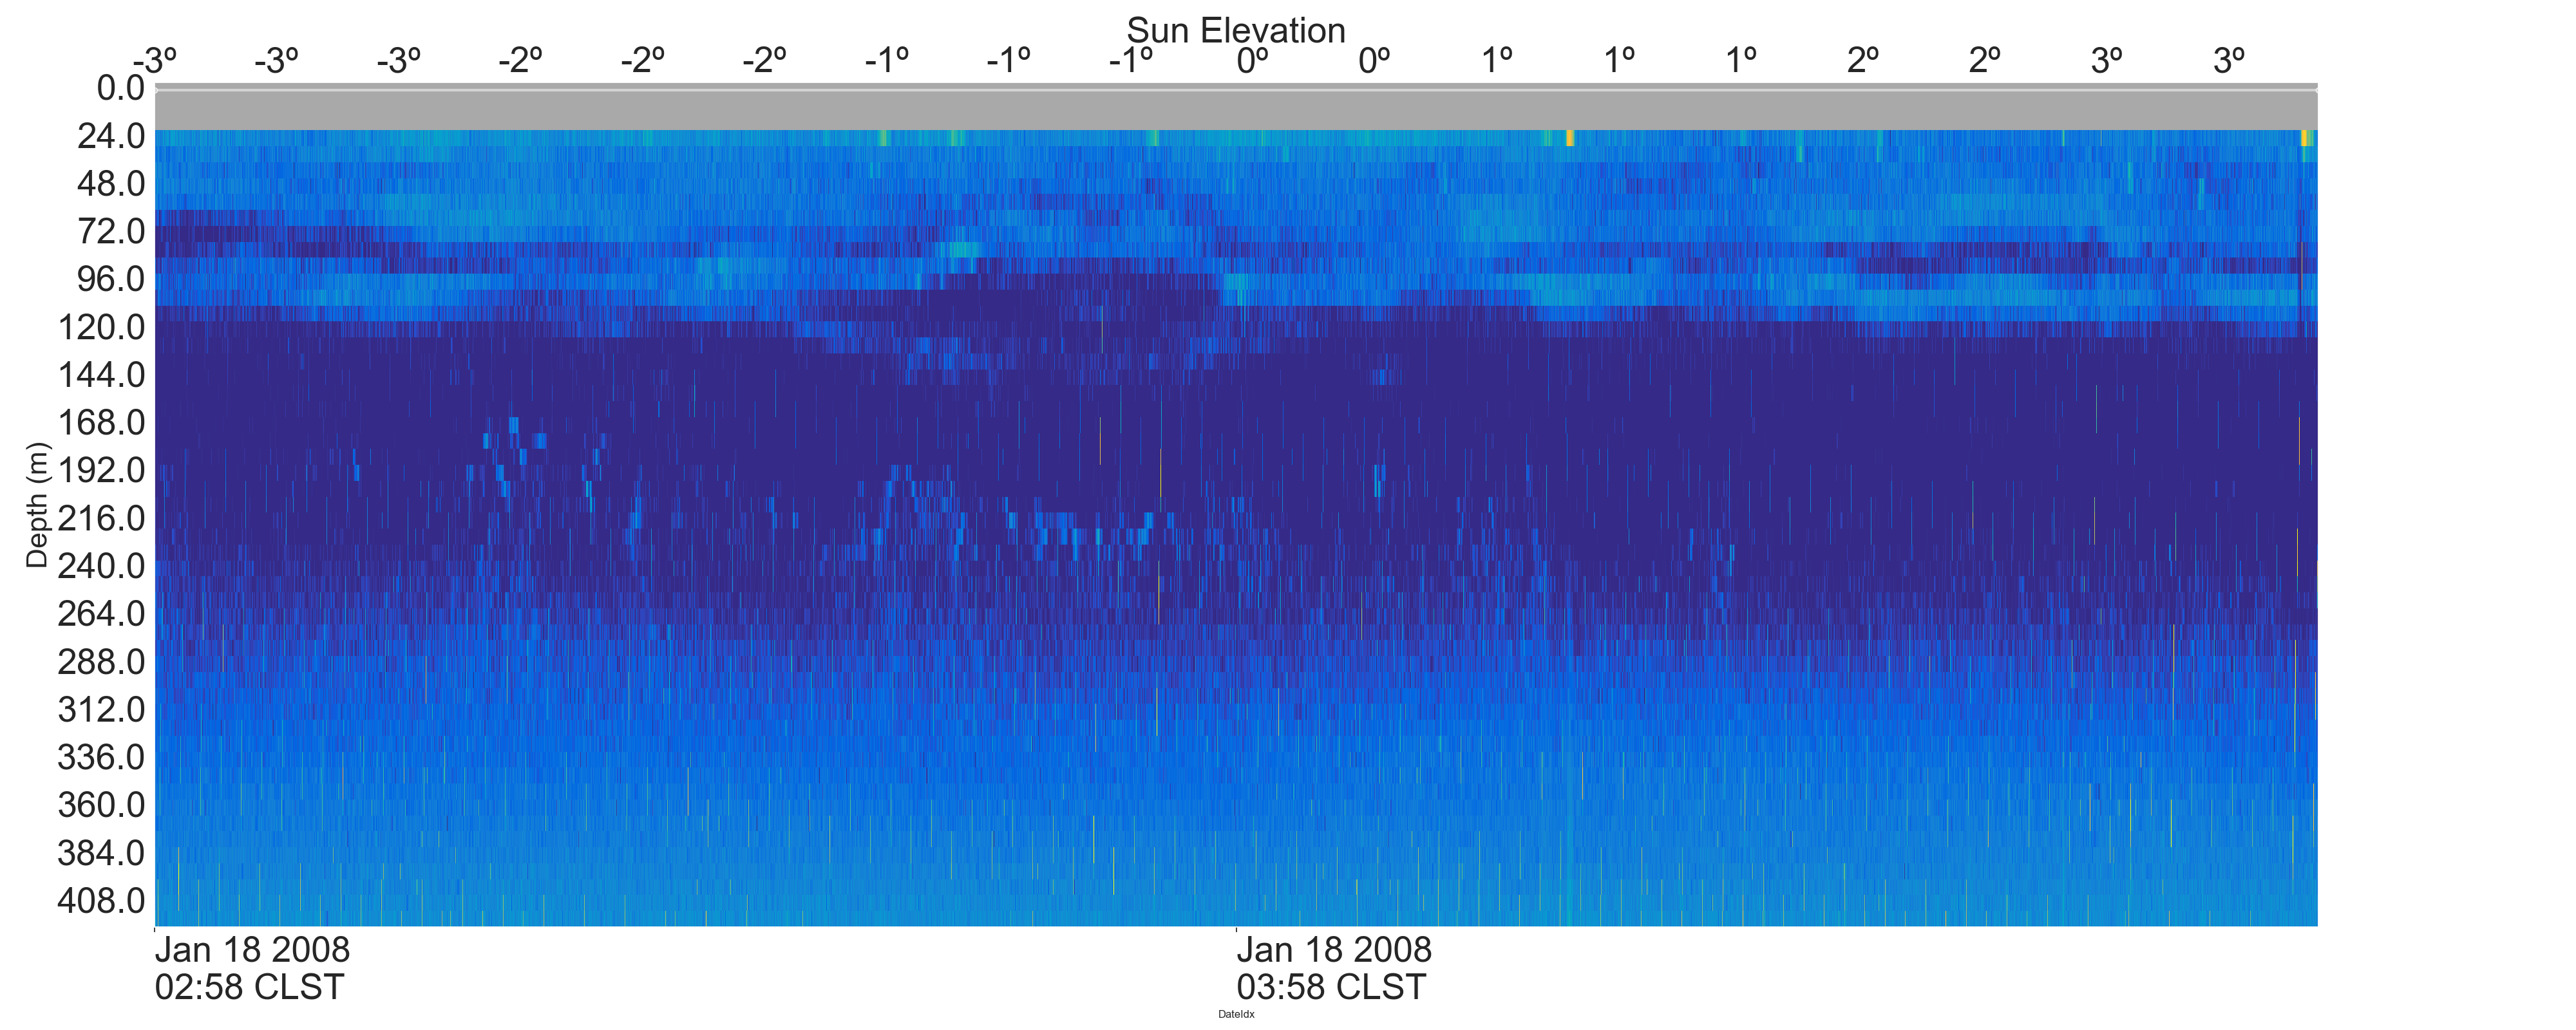 Sun Elevation
-3º -3º -3º -2º -2º -2º -1º -1º -1º 0º 0º 1º 1º 1º 2º 2º 3º 3º
0.0
24.0
48.0
72.0
96.0
120.0
144.0
168.0
192.0
216.0
240.0
264.0
288.0
312.0
336.0
360.0
384.0
408.0
Depth (m)
Jan 18 2008
02:58 CLST
Jan 18 2008
03:58 CLST
DateIdx